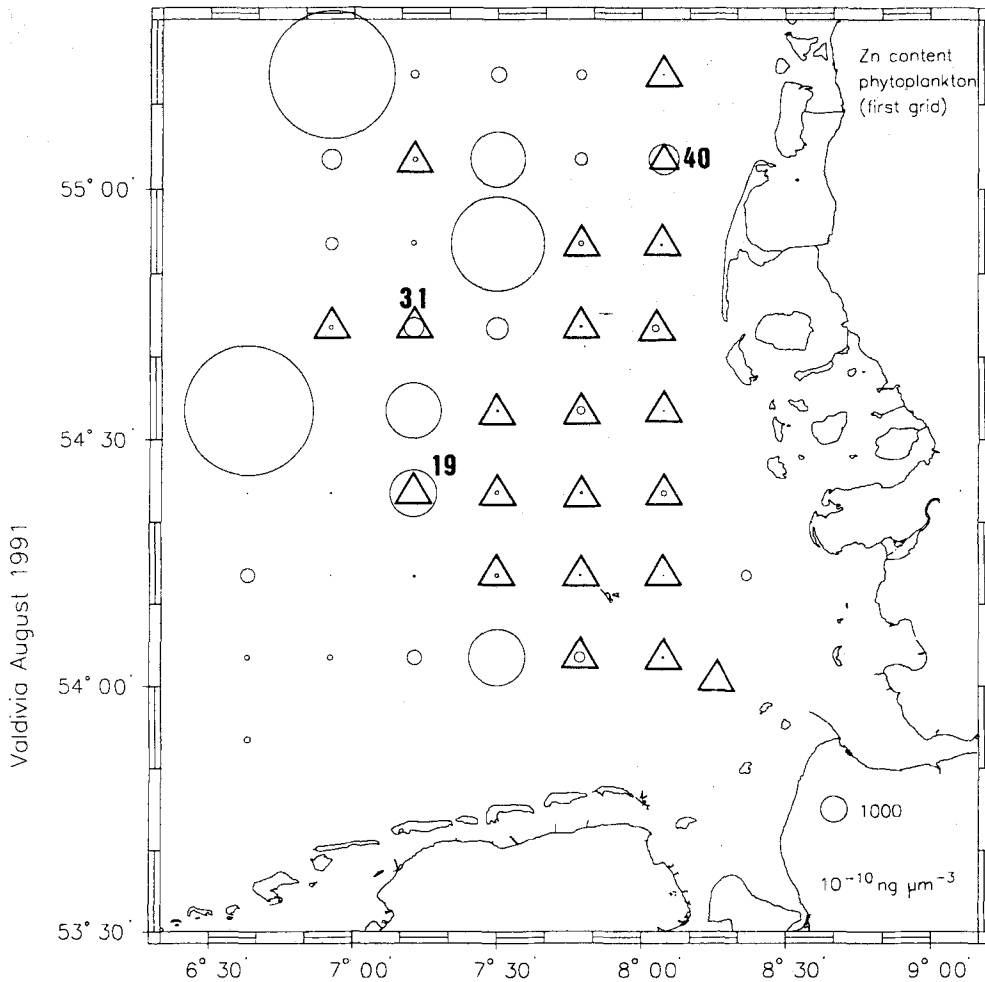 Zn content
phytoplankton
(first grid)
40
55° 00'
31
54° 30'
19
Valdivia August 1991
54° 00'
1000
10⁻¹⁰ ng µm⁻³
53° 30'
6° 30' 7° 00' 7° 30' 8° 00' 8° 30' 9° 00'